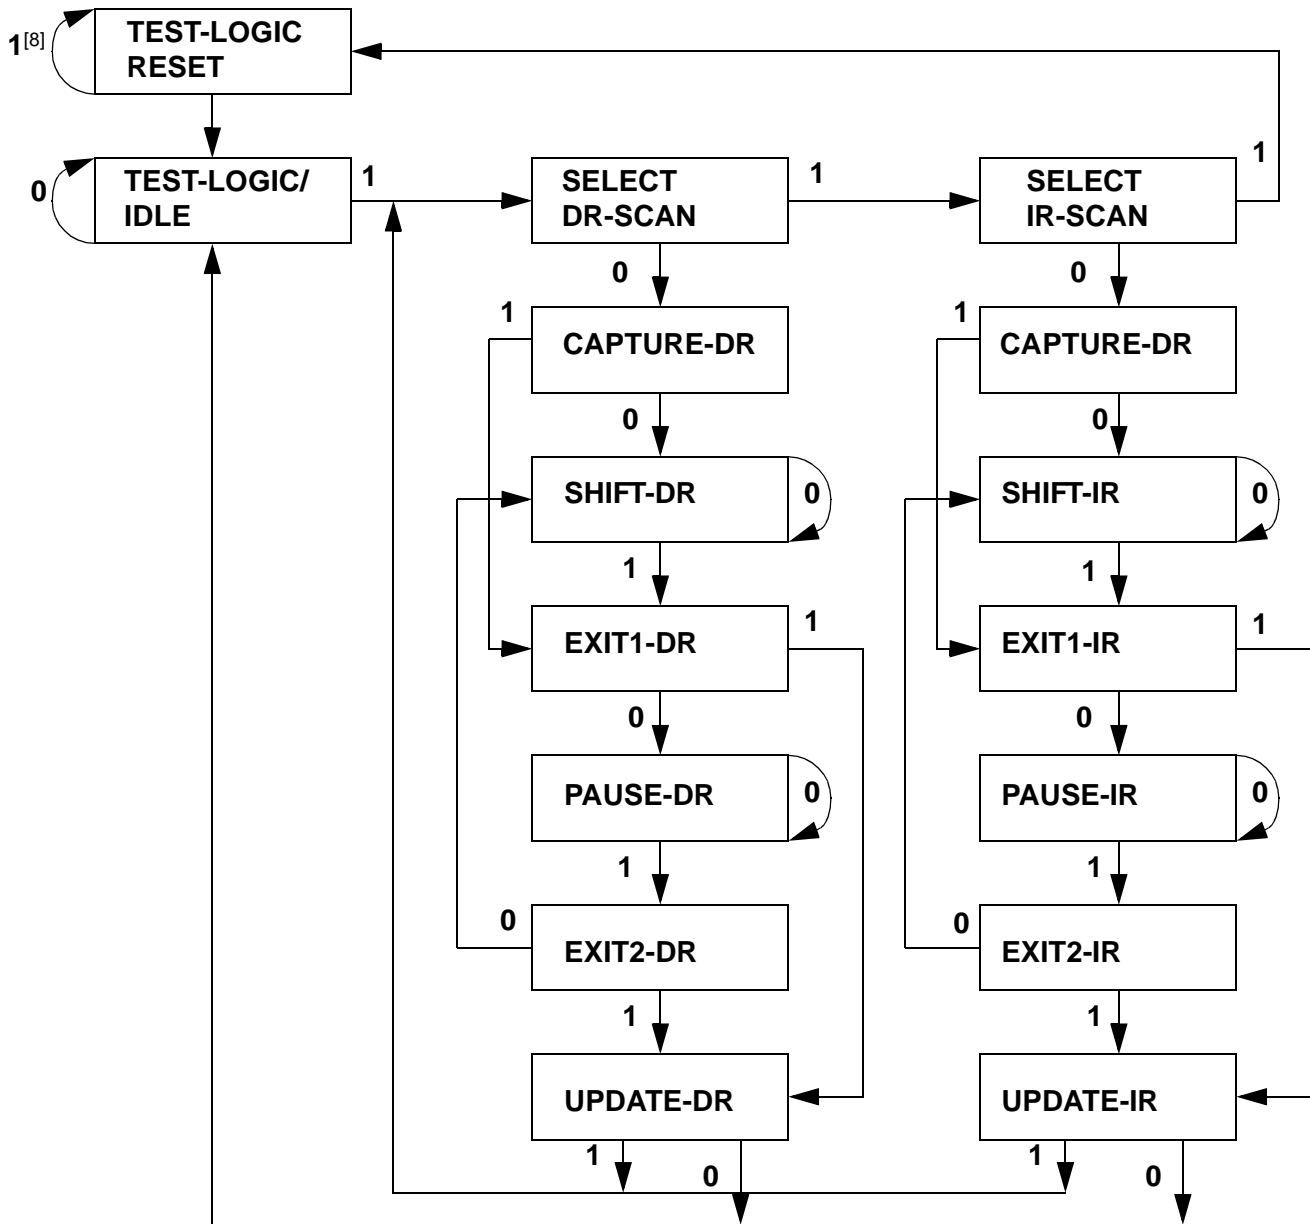 1[8]
TEST-LOGIC
RESET
0
TEST-LOGIC/
IDLE
1
SELECT
DR-SCAN
1
SELECT
IR-SCAN
1
0
0
1
CAPTURE-DR
1
CAPTURE-DR
0
0
SHIFT-DR
0
SHIFT-IR
0
1
1
EXIT1-DR
1
EXIT1-IR
1
0
0
PAUSE-DR
0
PAUSE-IR
0
1
1
0
EXIT2-DR
0
EXIT2-IR
1
1
UPDATE-DR
UPDATE-IR
1
0
1
0